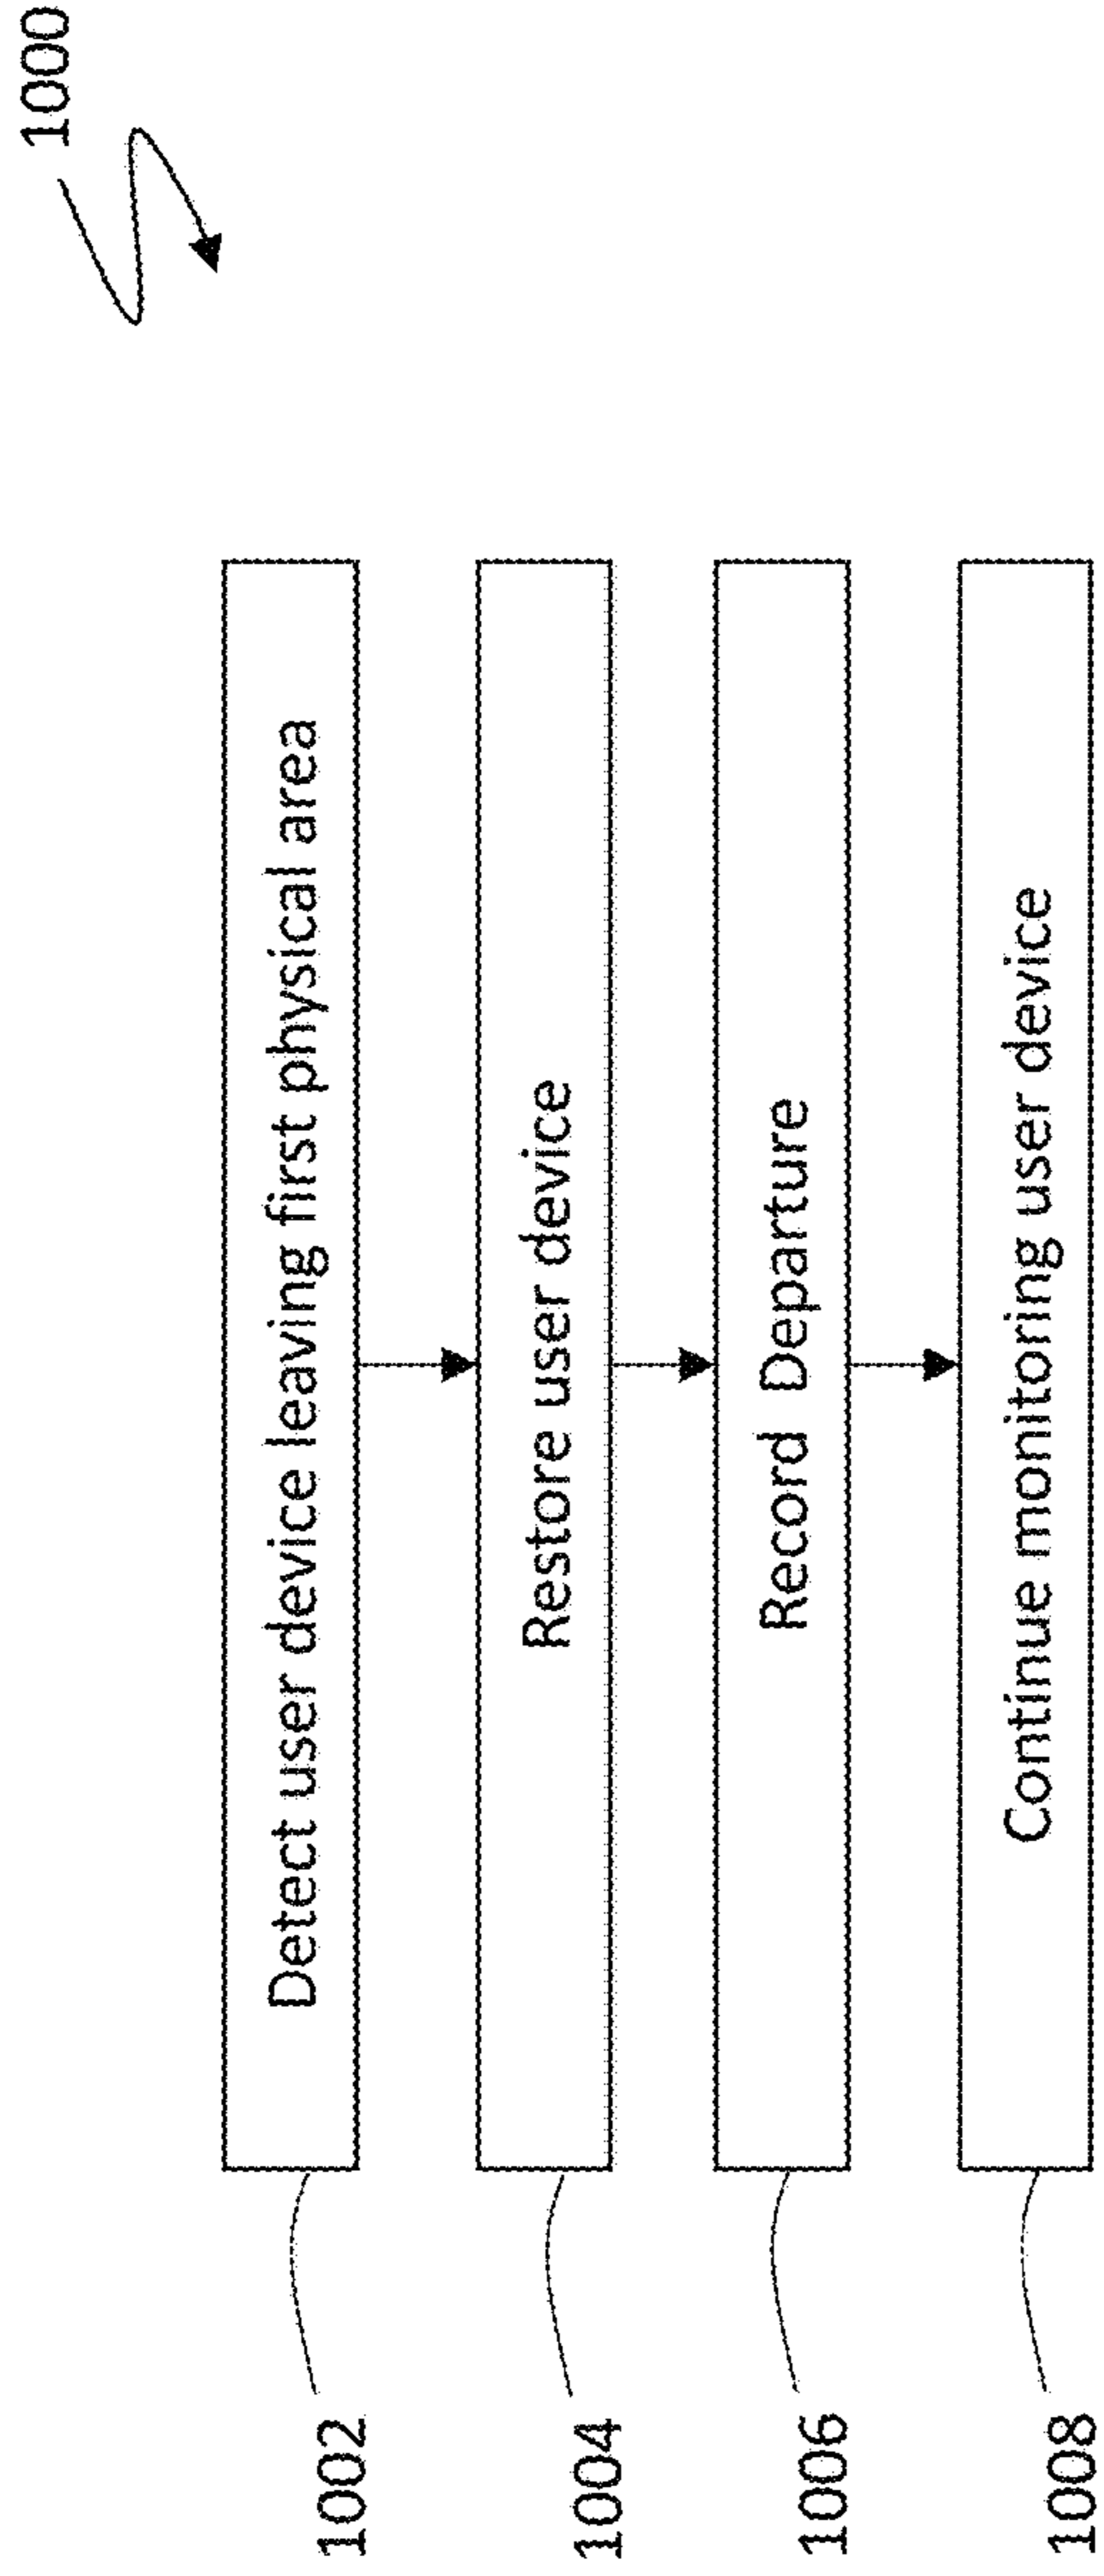 1000
1002
Detect user device leaving first physical area
1004
Restore user device
1006
Record Departure
1008
Continue monitoring user device